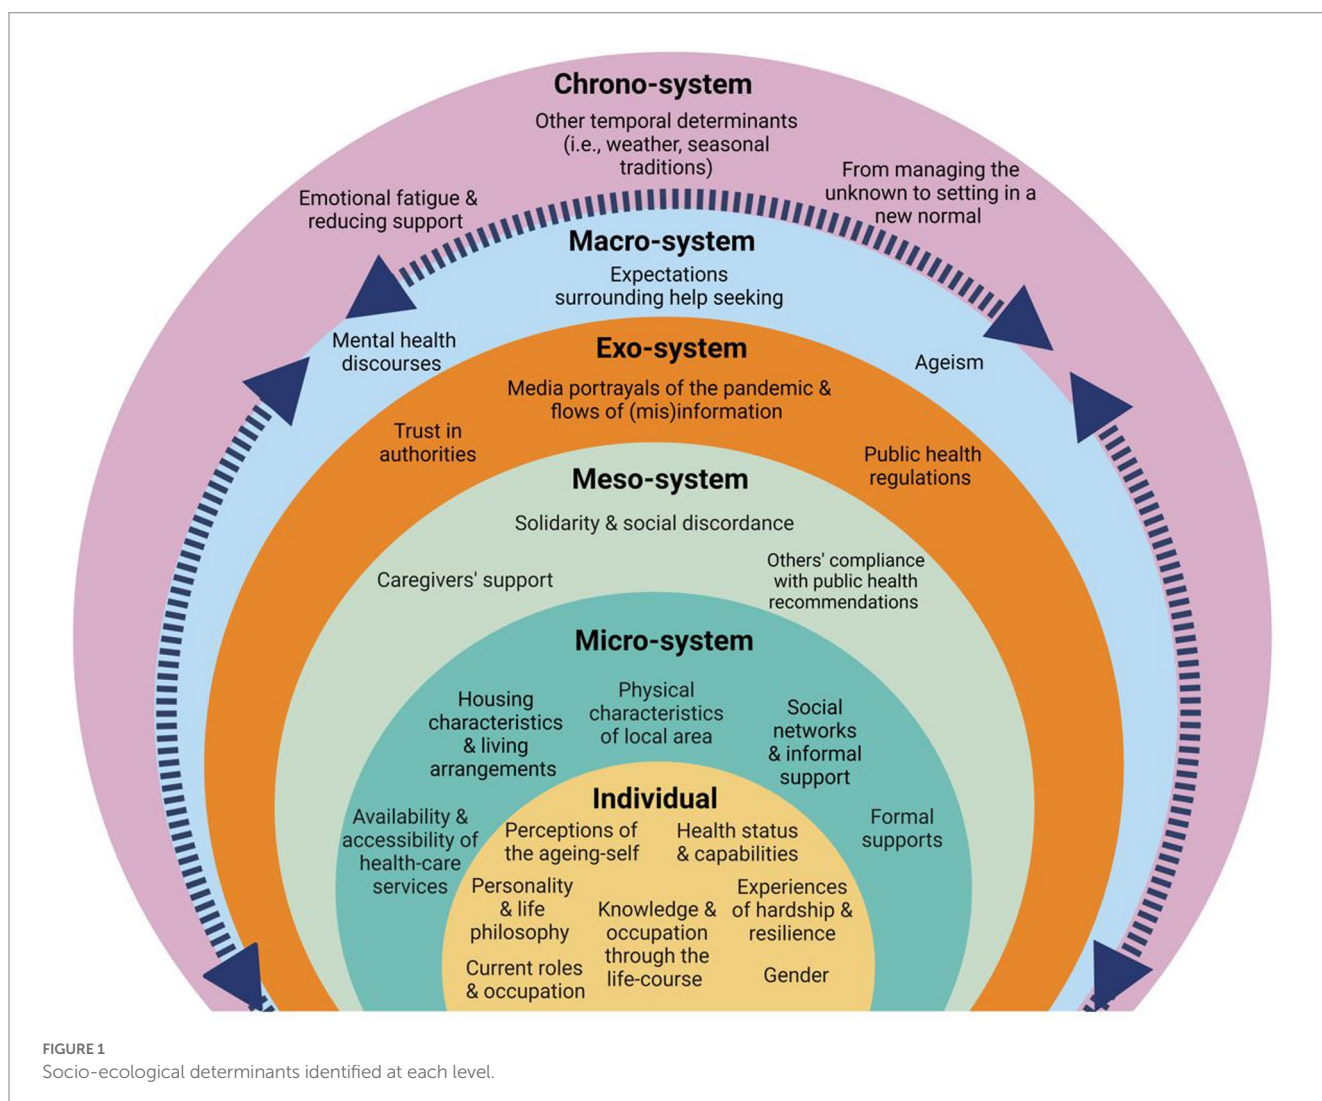 Chrono-system
Other temporal determinants
(i.e., weather, seasonal
traditions)
Emotional fatigue &
reducing support
From managing the
unknown to setting in a
new normal
Macro-system
Expectations
surrounding help seeking
Mental health
discourses
Ageism
Exo-system
Media portrayals of the pandemic &
flows of (mis)information
Trust in
authorities
Public health
regulations
Meso-system
Solidarity & social discordance
Caregivers' support
Others' compliance
with public health
recommendations
Micro-system
Housing
characteristics
& living
arrangements
Physical
characteristics
of local area
Social
networks
& informal
support
Availability &
accessibility of
health-care
services
Formal
supports
Individual
Perceptions of
the ageing-self
Health status
& capabilities
Personality
& life
philosophy
Knowledge &
occupation
through the
life-course
Experiences
of hardship &
resilience
Current roles
& occupation
Gender
FIGURE 1
Socio-ecological determinants identified at each level.